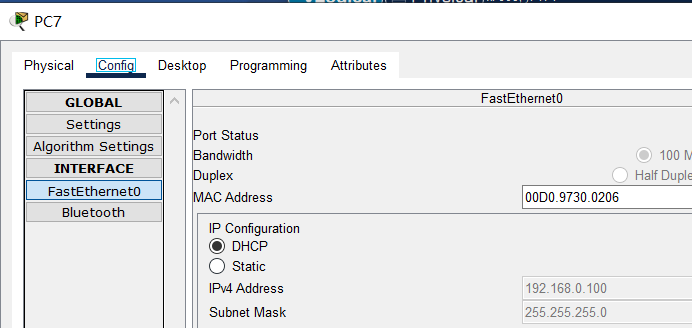 PC7
Physical Config Desktop Programming Attributes
GLOBAL
Settings
Algorithm Settings
INTERFACE
FastEthernet0
Bluetooth
FastEthernet0
Port Status
Bandwidth 100 M
Duplex Half Duple
MAC Address 00D0.9730.0206
IP Configuration
DHCP
Static
IPv4 Address 192.168.0.100
Subnet Mask 255.255.255.0